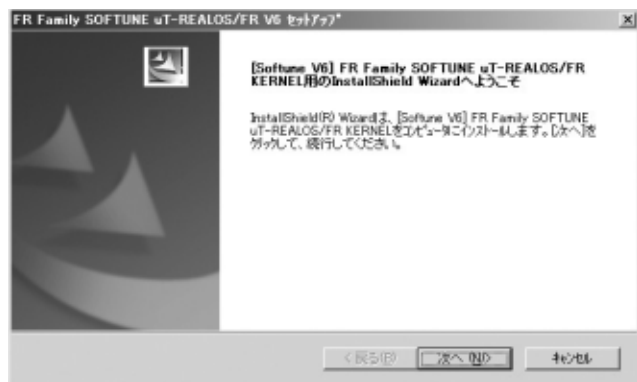 FR Family SOFTUNE uT-REALOS/FR V6 セットアップ
[Softune V6] FR Family SOFTUNE uT-REALOS/FR
KERNEL用のInstallShield Wizardへようこそ
InstallShield(R) Wizardは、[Softune V6] FR Family SOFTUNE
uT-REALOS/FR KERNELをコンピュータにインストールします。[次へ]を
クリックして、続行してください。
< 戻る(B)
次へ (N)>
キャンセル